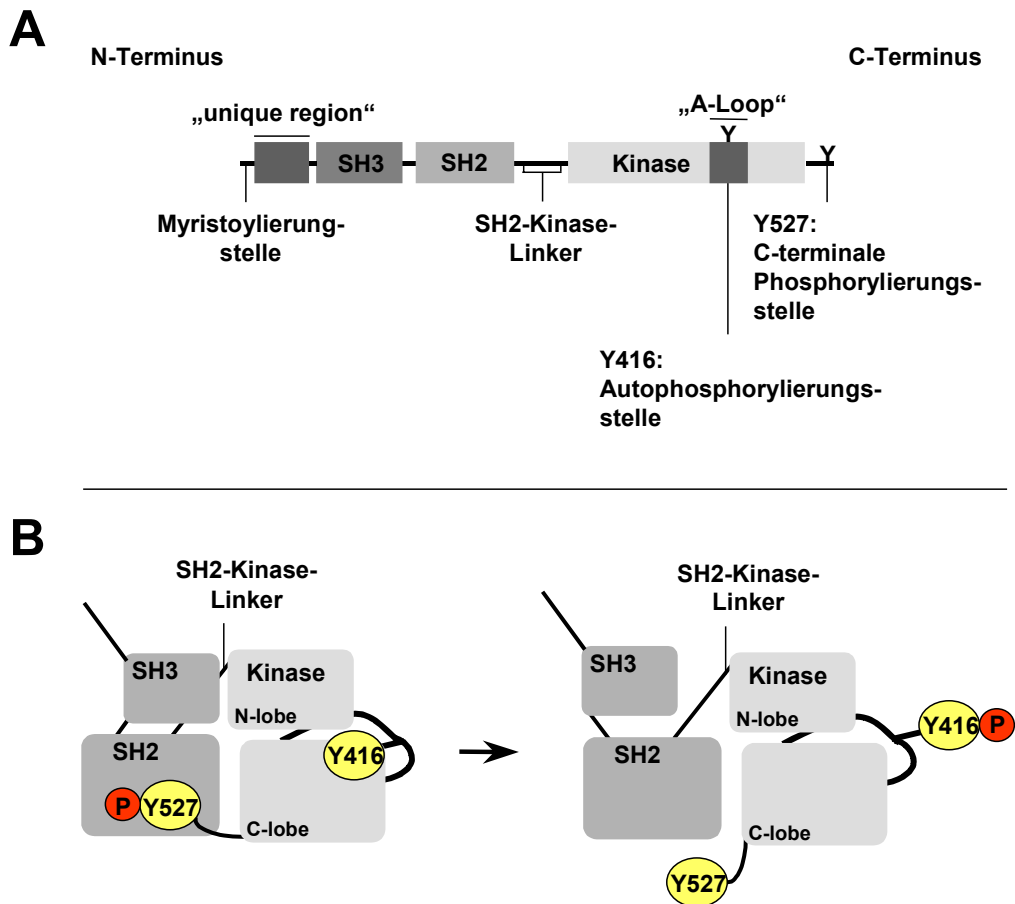 A
N-Terminus
C-Terminus
„unique region“
„A-Loop“
Y
SH3
SH2
Kinase
Y
Myristoylierung-
stelle
SH2-Kinase-
Linker
Y527:
C-terminale
Phosphorylierungs-
stelle
Y416:
Autophosphorylierungs-
stelle
B
SH2-Kinase-
Linker
SH3
Kinase
N-lobe
SH2
Y416
P
Y527
C-lobe
SH2-Kinase-
Linker
SH3
Kinase
N-lobe
Y416
P
SH2
C-lobe
Y527